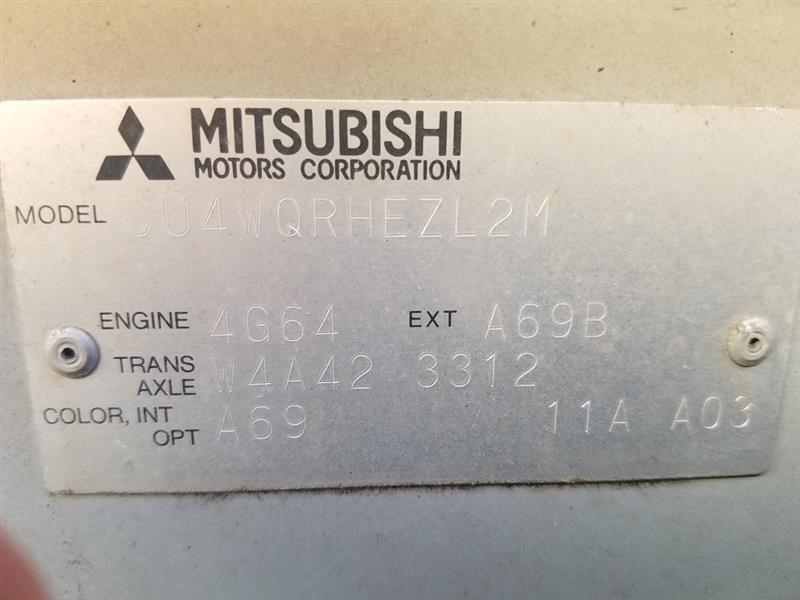 MITSUBISHI
MOTORS CORPORATION
MODEL CU4WQRHEZL2M
ENGINE 4G64 EXT A69B
TRANS
AXLE W4A42 3312
COLOR, INT A69 11A A03
OPT